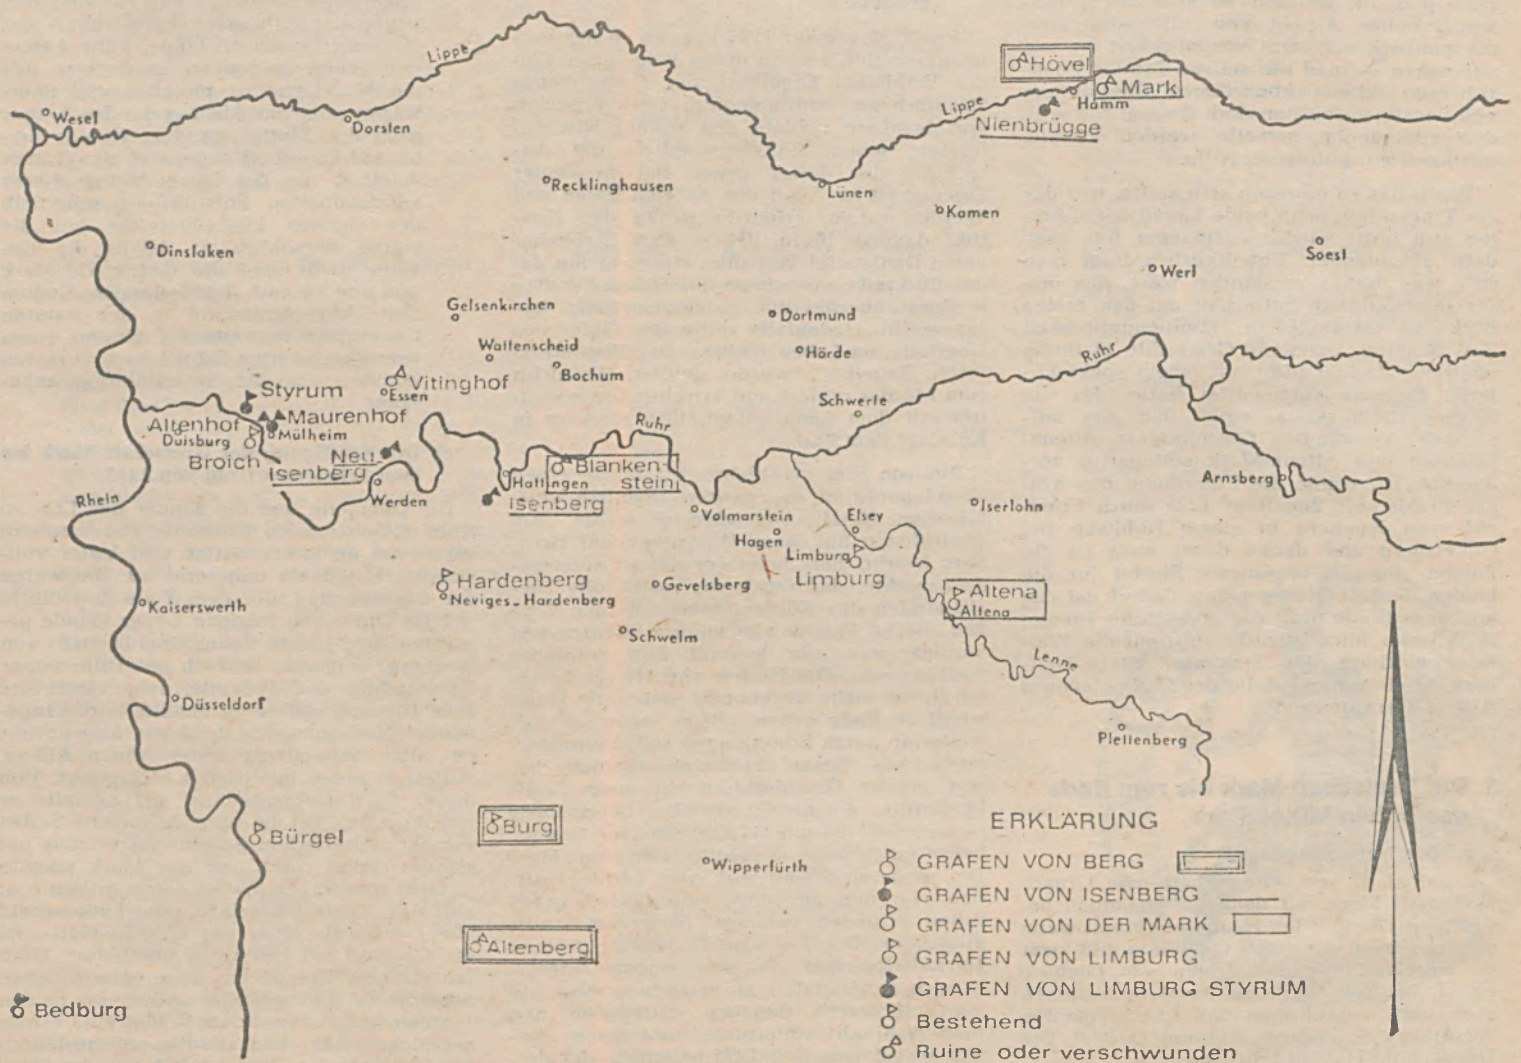 Lippe
Hövel
Mark
Wesel
Lippe
Hamm
Dorsten
Nienbrügge
Recklinghausen
Lünen
Kamen
Dinslaken
Soest
Werl
Gelsenkirchen
Dortmund
Wattenscheid
Hörde
Ruhr
Bochum
Vitinghof
Essen
Styrum
Maurenhof
Schwerte
Altenhof
Mülheim
Duisburg
Ruhr
Broich
Neu
Isenberg
Blanken-
stein
Hattingen
Werden
Arnsberg
Rhein
Isenberg
Volmarstein
Elsey
Iserlohn
Hagen
Limburg
Limburg
Hardenberg
Gevelsberg
Neviges-Hardenberg
Altena
Altena
Kaiserswerth
Schwelm
Lenne
Düsseldorf
Plettenberg
Burg
ERKLÄRUNG
Bürgel
Wipperfürth
GRAFEN VON BERG
GRAFEN VON ISENBERG
GRAFEN VON DER MARK
Altenberg
GRAFEN VON LIMBURG
GRAFEN VON LIMBURG STYRUM
Bedburg
Bestehend
Ruine oder verschwunden